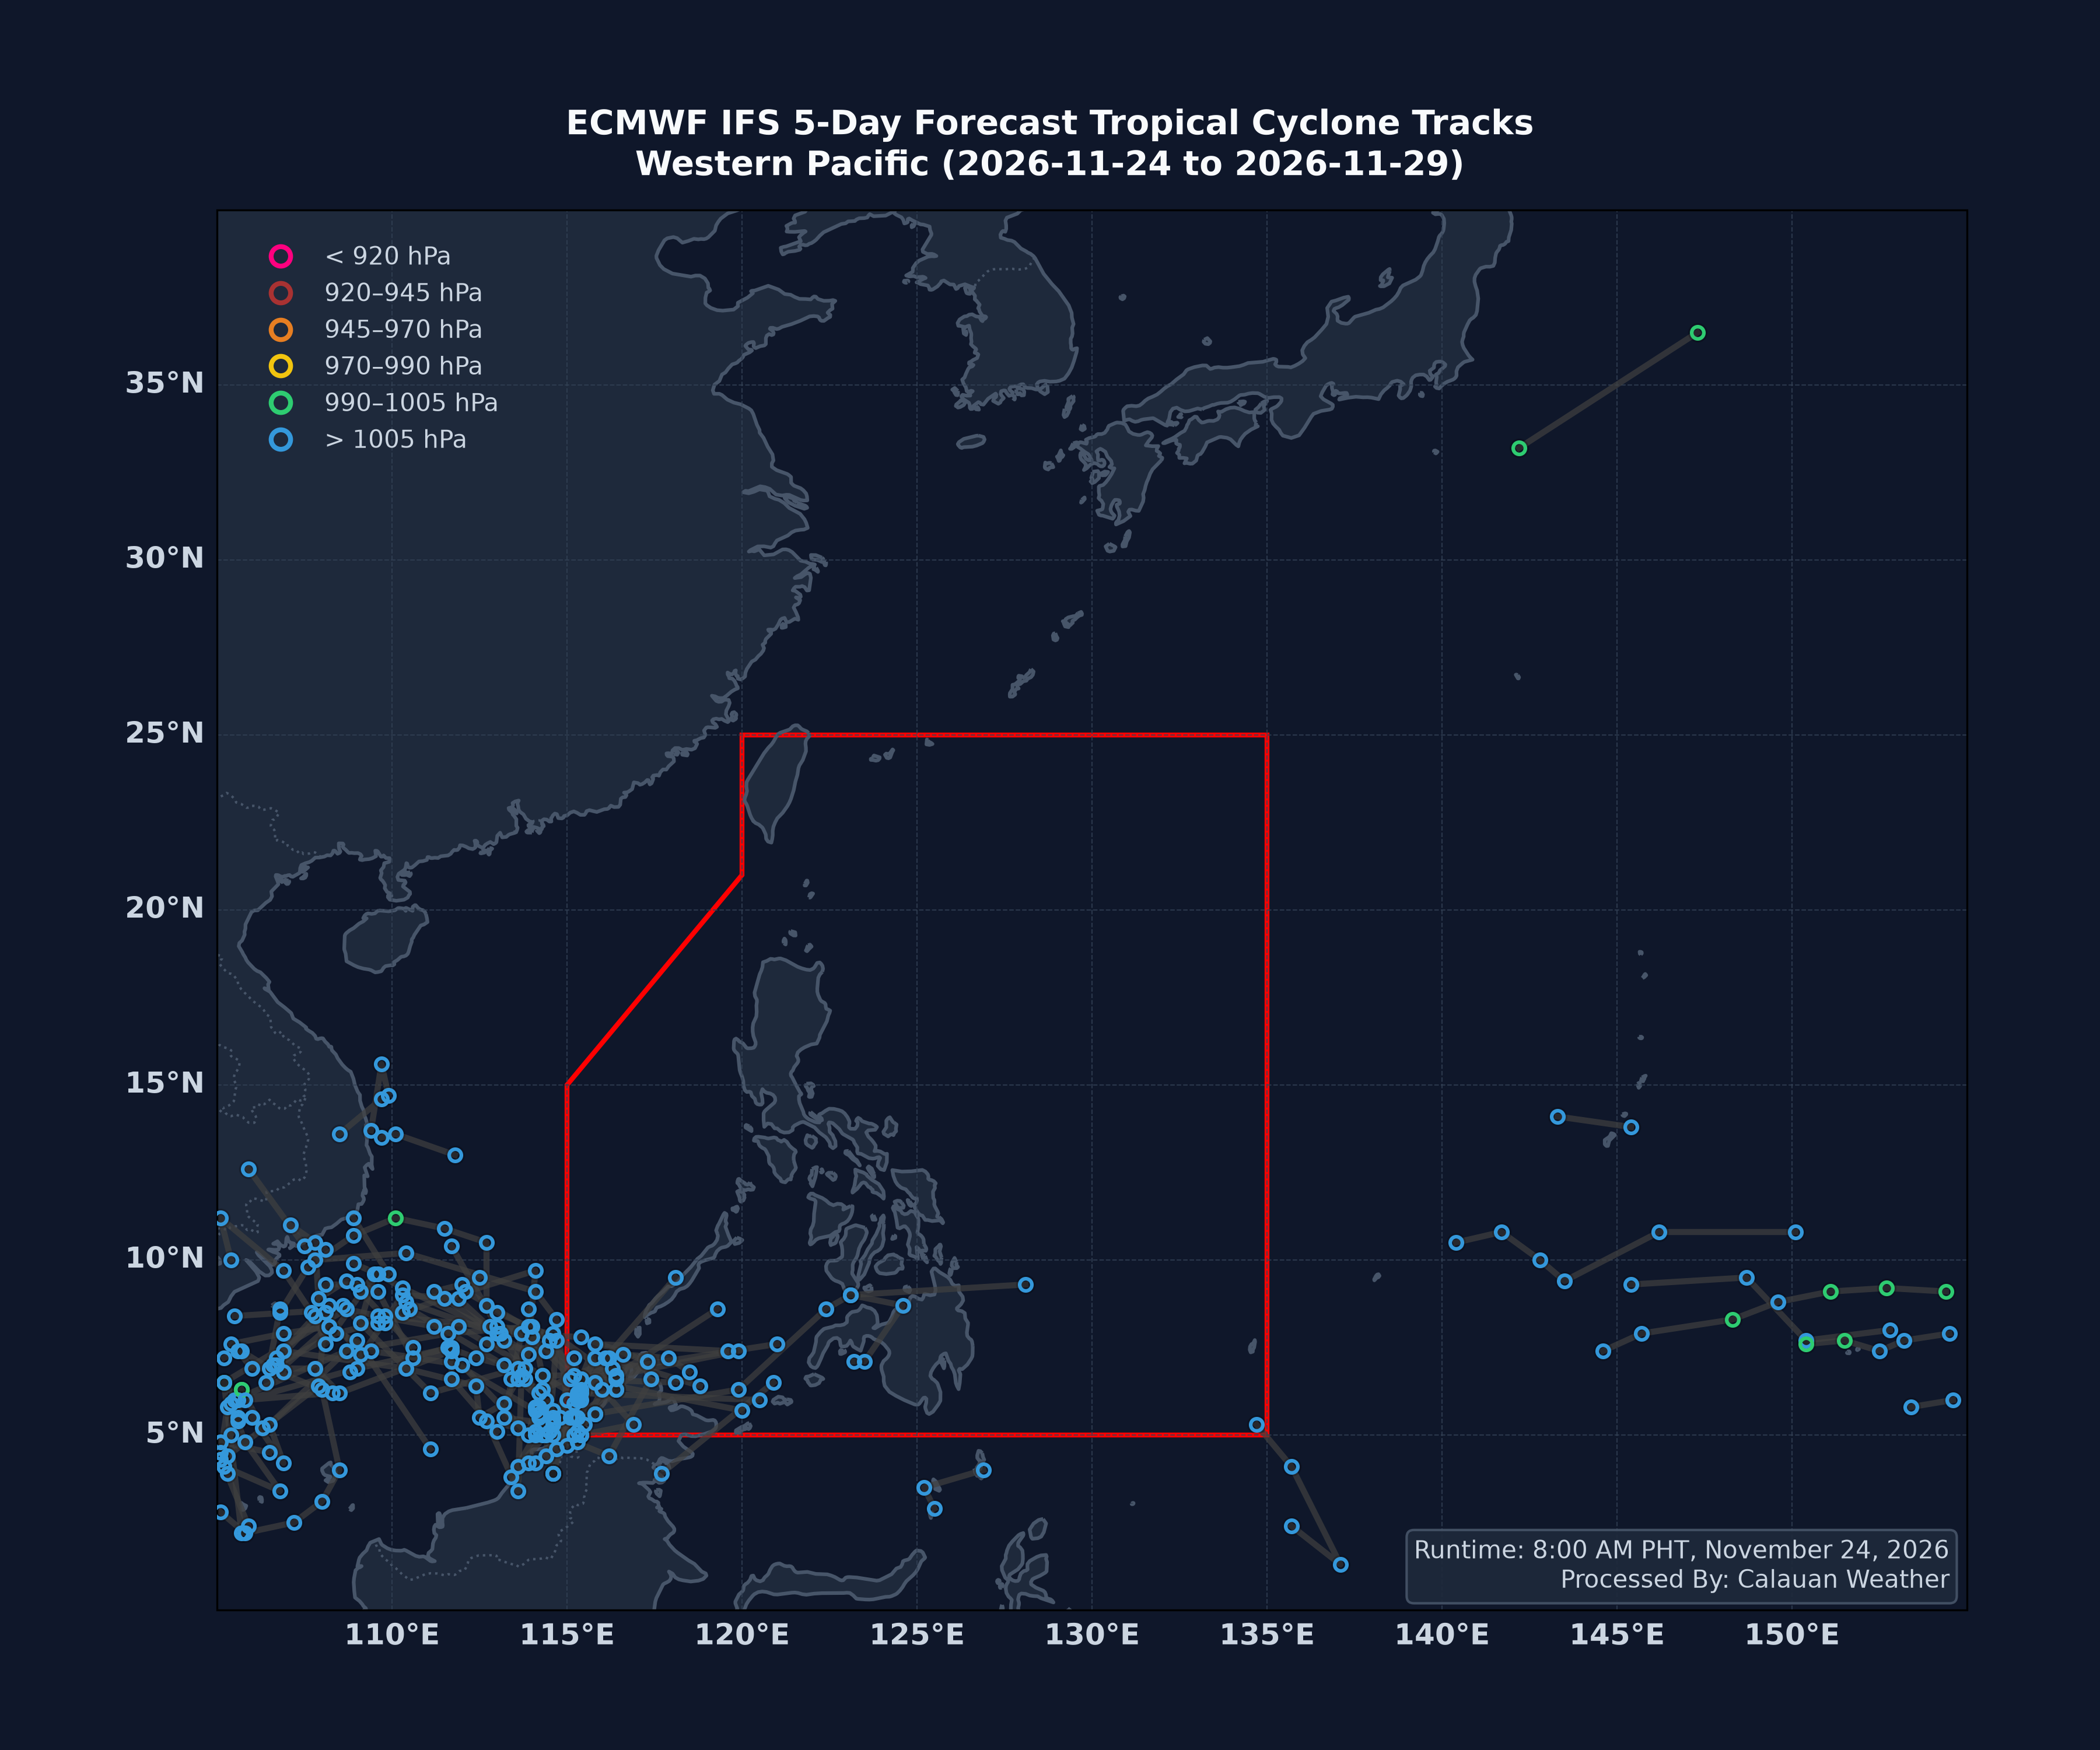 ECMWF IFS 5-Day Forecast Tropical Cyclone Tracks
Western Pacific (2026-11-24 to 2026-11-29)
< 920 hPa
920–945 hPa
945–970 hPa
970–990 hPa
990–1005 hPa
> 1005 hPa
35°N
30°N
25°N
20°N
15°N
10°N
5°N
Runtime: 8:00 AM PHT, November 24, 2026
Processed By: Calauan Weather
110°E 115°E 120°E 125°E 130°E 135°E 140°E 145°E 150°E